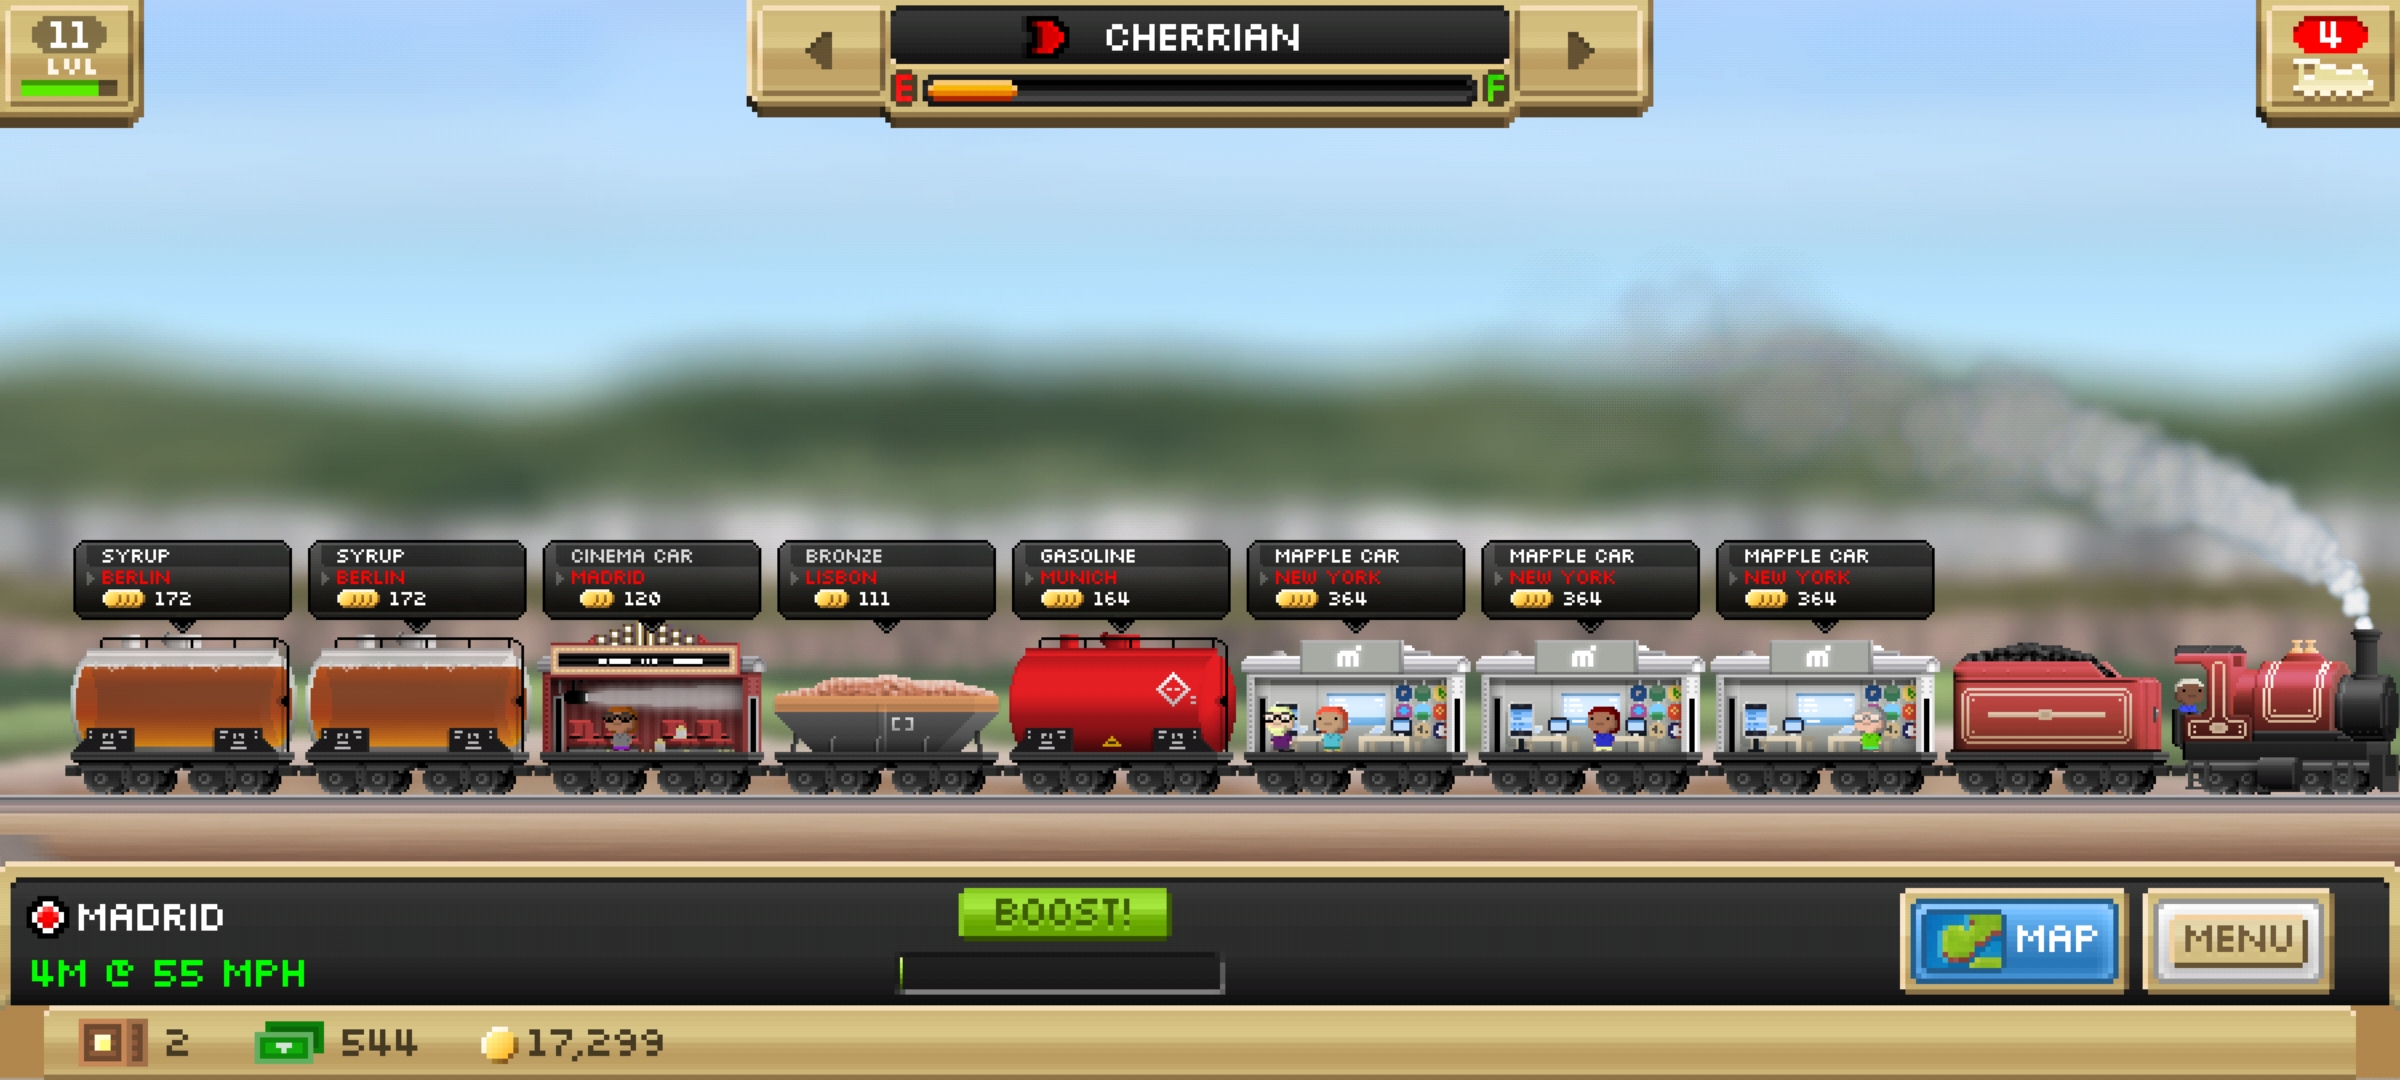 11
LVL
CHERRIAN
E
F
4
SYRUP
BERLIN
172
SYRUP
BERLIN
172
CINEMA CAR
MADRID
120
BRONZE
LISBON
111
GASOLINE
MUNICH
164
MAPPLE CAR
NEW YORK
364
MAPPLE CAR
NEW YORK
364
MAPPLE CAR
NEW YORK
364
m
m
m
MADRID
4M @ 55 MPH
BOOST!
MAP
MENU
2
544
17,299